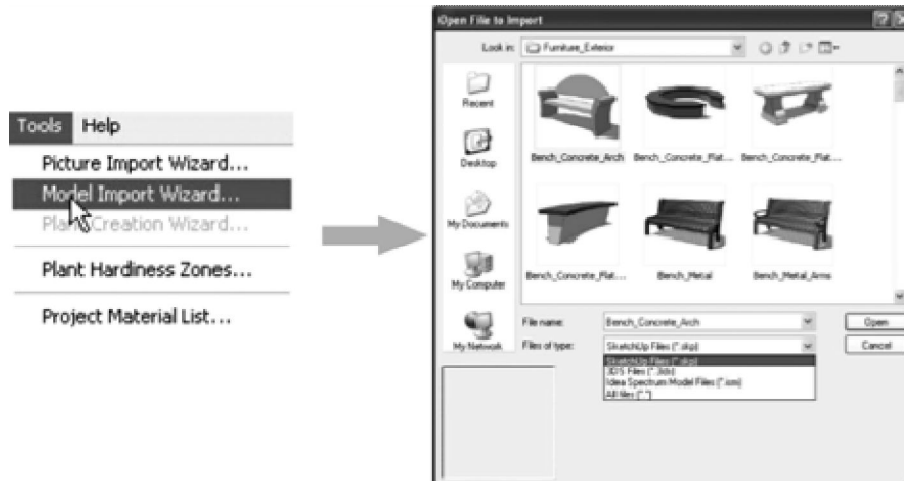 Tools Help
Picture Import Wizard...
Model Import Wizard...
Plant Creation Wizard...
Plant Hardiness Zones...
Project Material List...
Open File to Import
Look in: Furniture_Exterior
Recent
Desktop
My Documents
My Computer
My Network
Bench_Concrete_Arch Bench_Concrete_Flat... Bench_Concrete_Flat...
Bench_Concrete_Flat... Bench_Metal Bench_Metal_Arms
File name: Bench_Concrete_Arch Open
Files of type: SketchUp Files (*.skp) Cancel
SketchUp Files (*.skp)
3DS Files (*.3ds)
Idea Spectrum Model Files (*.ism)
All files (*.*)